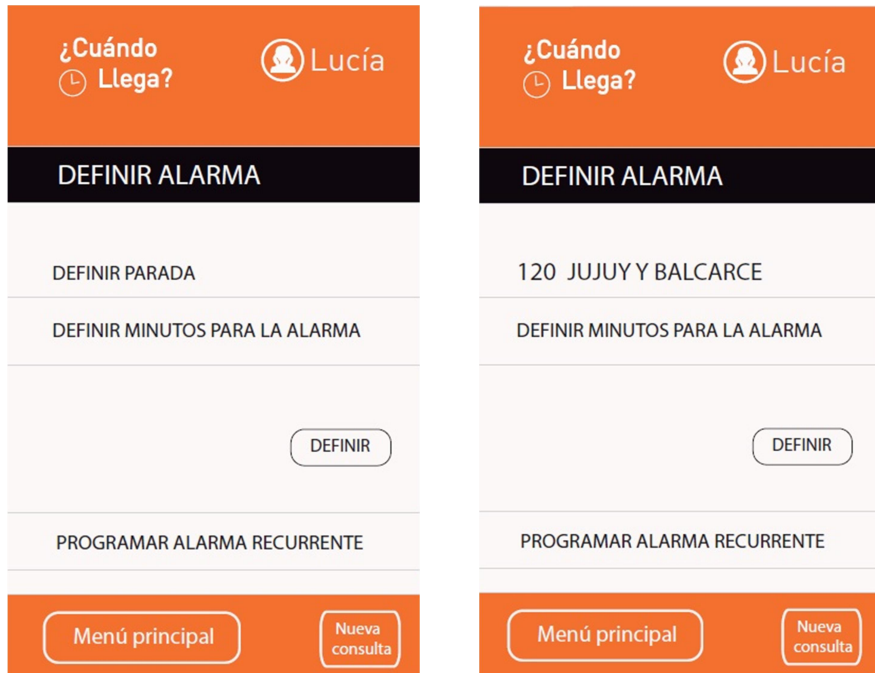 ¿Cuándo
Llega?
Lucía
DEFINIR ALARMA
DEFINIR PARADA
DEFINIR MINUTOS PARA LA ALARMA
DEFINIR
PROGRAMAR ALARMA RECURRENTE
Menú principal
Nueva
consulta
¿Cuándo
Llega?
Lucía
DEFINIR ALARMA
120 JUJUY Y BALCARCE
DEFINIR MINUTOS PARA LA ALARMA
DEFINIR
PROGRAMAR ALARMA RECURRENTE
Menú principal
Nueva
consulta